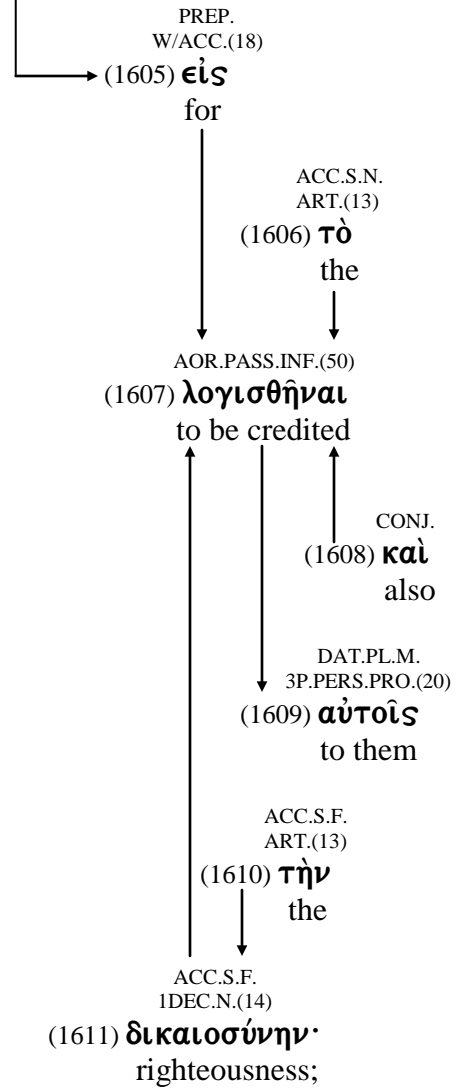 PREP.
W/ACC.(18)
(1605) εἰς
for
ACC.S.N.
ART.(13)
(1606) τὸ
the
AOR.PASS.INF.(50)
(1607) λογισθῆναι
to be credited
CONJ.
(1608) καὶ
also
DAT.PL.M.
3P.PERS.PRO.(20)
(1609) αὐτοῖς
to them
ACC.S.F.
ART.(13)
(1610) τὴν
the
ACC.S.F.
1DEC.N.(14)
(1611) δικαιοσύνην·
righteousness;